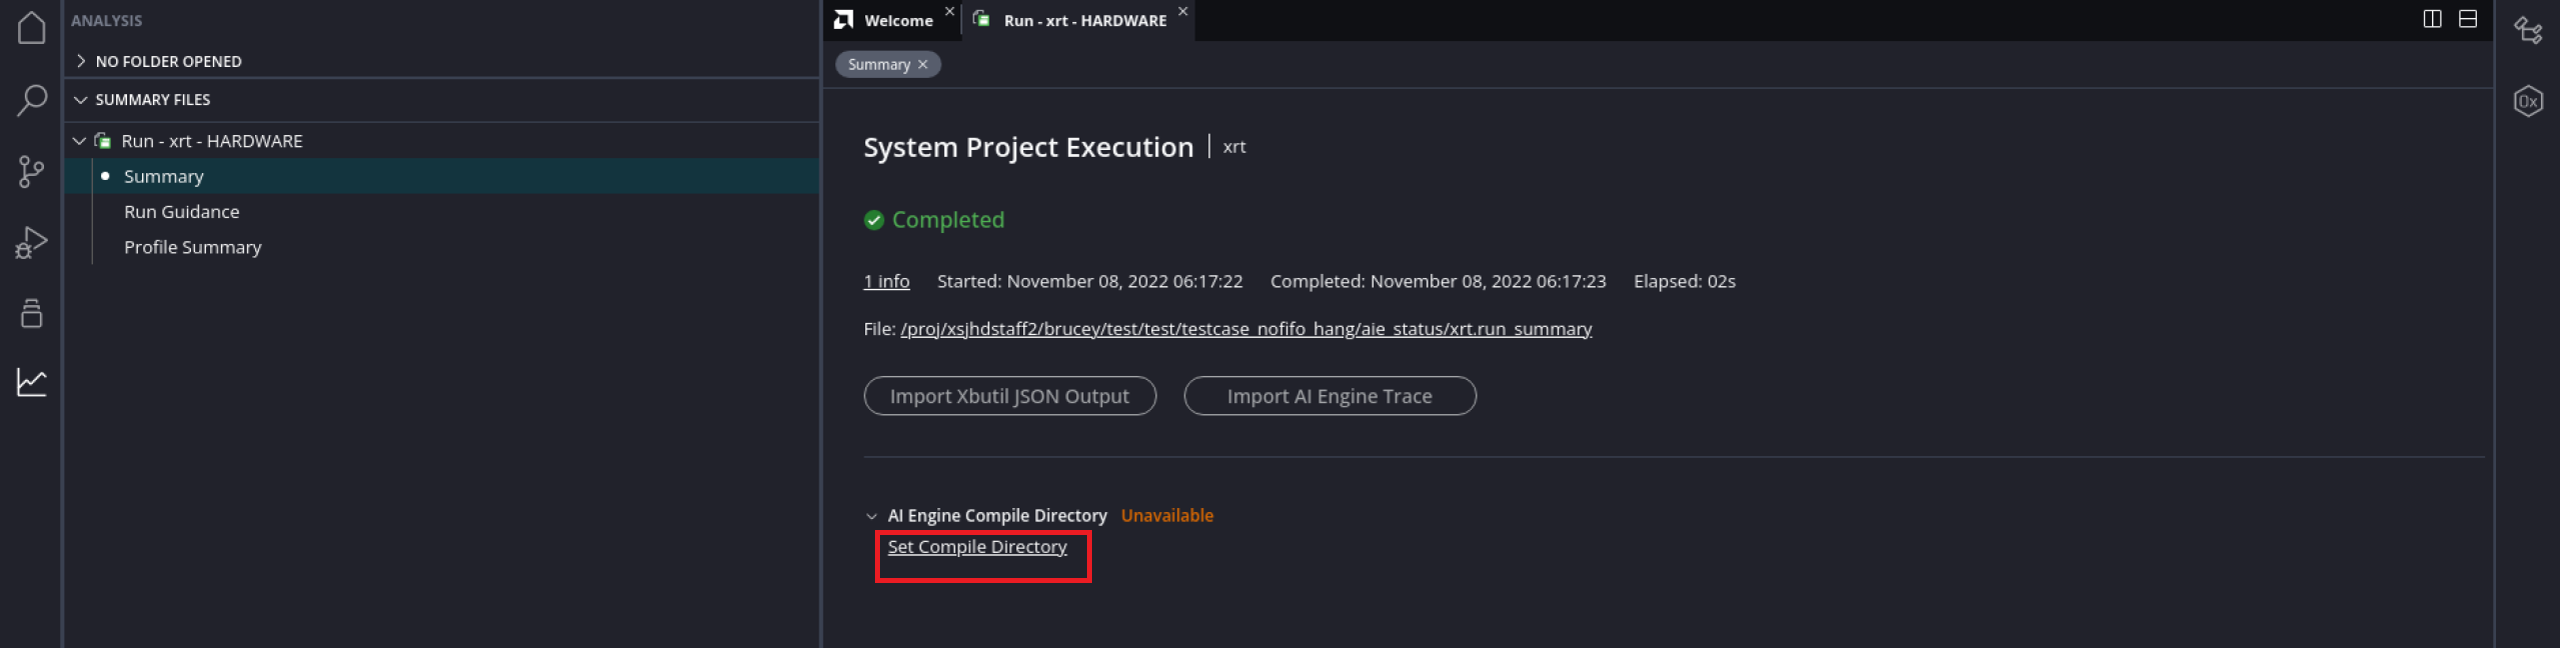 ANALYSIS
NO FOLDER OPENED
SUMMARY FILES
Run - xrt - HARDWARE
Summary
Run Guidance
Profile Summary
Welcome
Run - xrt - HARDWARE
Summary
System Project Execution | xrt
Completed
1 info Started: November 08, 2022 06:17:22 Completed: November 08, 2022 06:17:23 Elapsed: 02s
File: /proj/xsjhdstaff2/brucey/test/test/testcase_nofifo_hang/aie_status/xrt.run_summary
Import Xbutil JSON Output
Import AI Engine Trace
AI Engine Compile Directory Unavailable
Set Compile Directory
0x